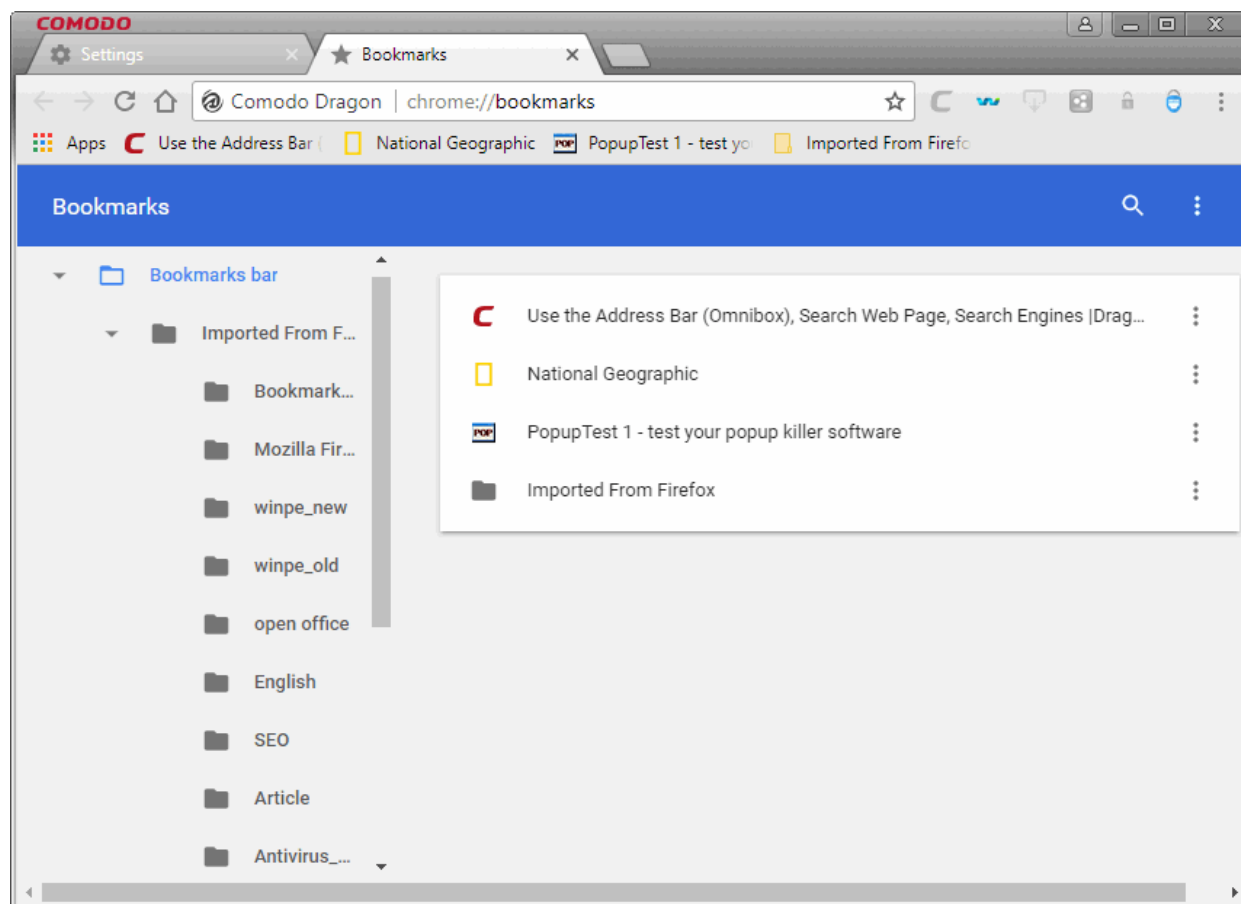 COMODO
Settings
Bookmarks
Comodo Dragon | chrome://bookmarks
Apps
Use the Address Bar (
National Geographic
PopupTest 1 - test yo
Imported From Firefo
Bookmarks
Bookmarks bar
Imported From F...
Bookmark...
Mozilla Fir...
winpe_new
winpe_old
open office
English
SEO
Article
Antivirus_...
Use the Address Bar (Omnibox), Search Web Page, Search Engines |Drag...
National Geographic
POP
PopupTest 1 - test your popup killer software
Imported From Firefox